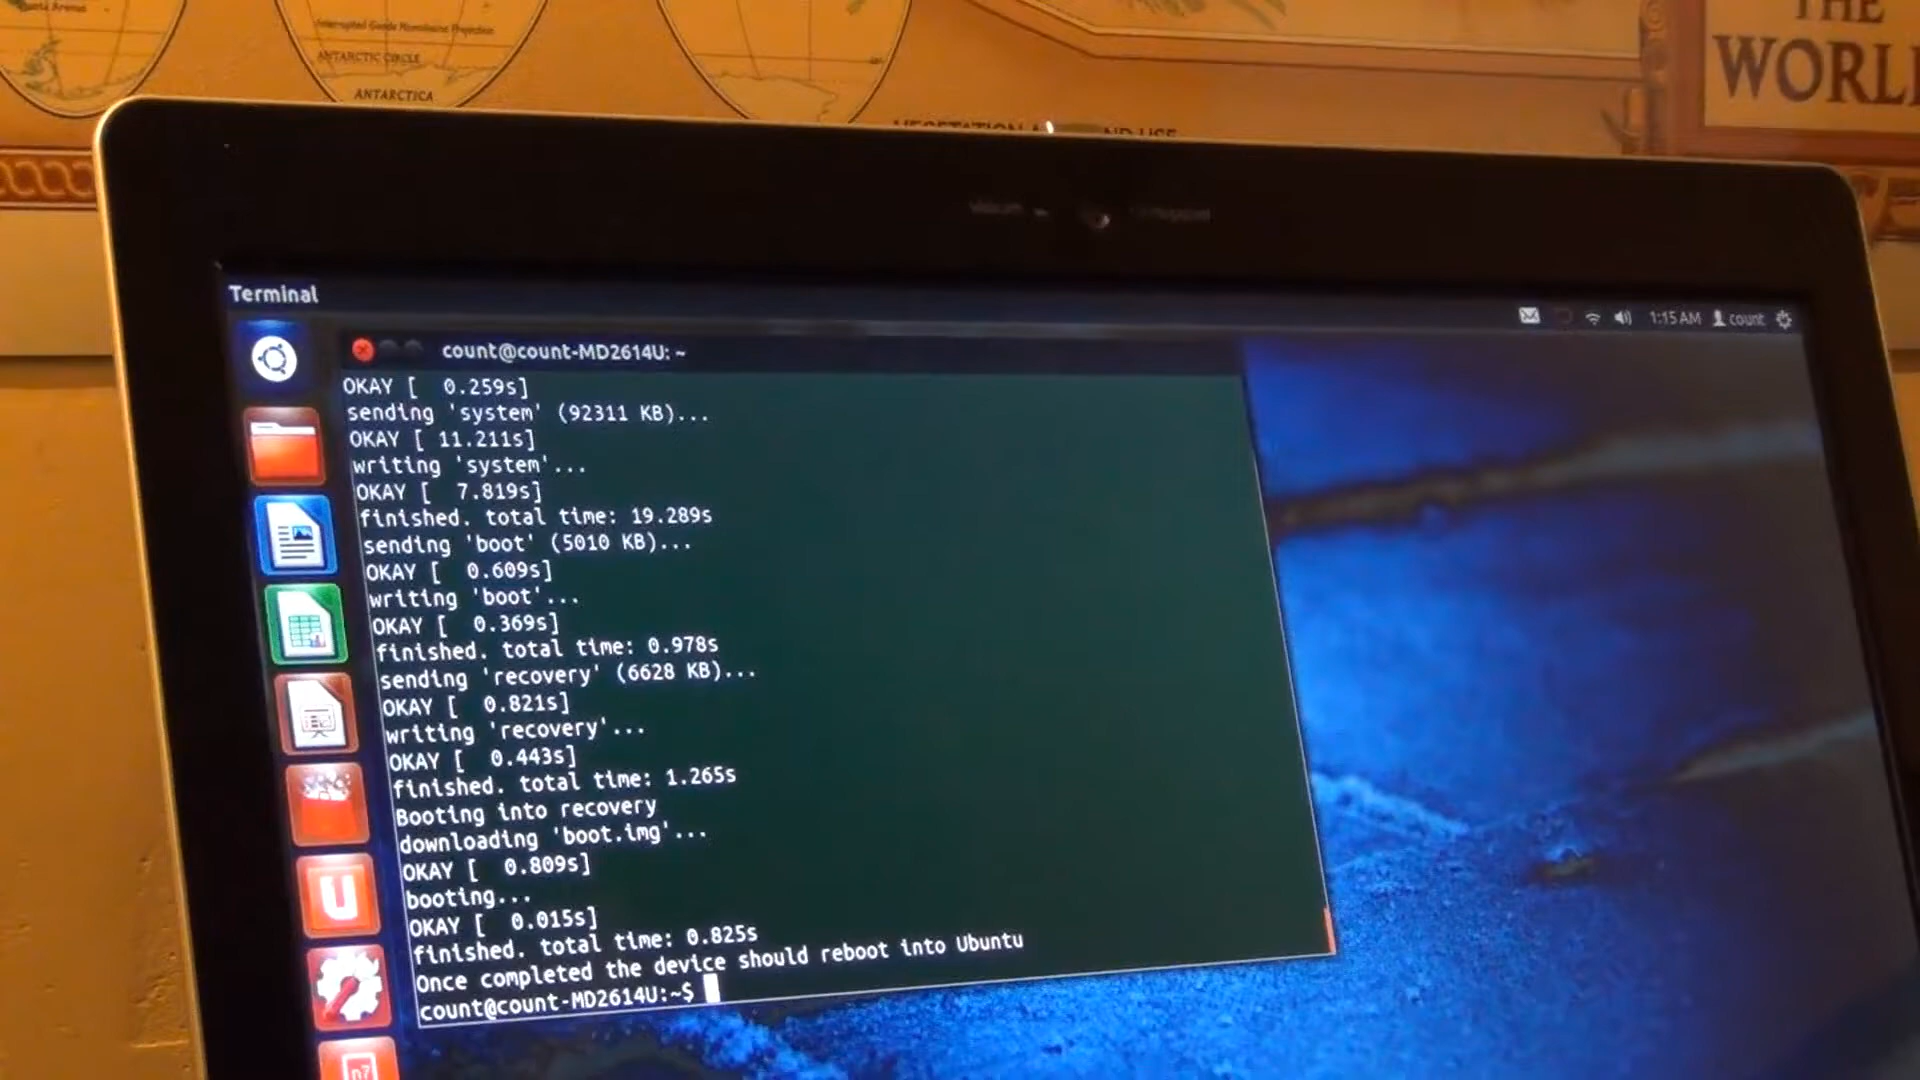 Interrupted Goode Homolosine Projection
ANTARCTIC CIRCLE
ANTARCTICA
THE
WORL
Terminal
1:15 AM count
count@count-MD2614U: ~
OKAY [  0.259s]
sending 'system' (92311 KB)...
OKAY [ 11.211s]
writing 'system'...
OKAY [  7.819s]
finished. total time: 19.289s
sending 'boot' (5010 KB)...
OKAY [  0.609s]
writing 'boot'...
OKAY [  0.369s]
finished. total time: 0.978s
sending 'recovery' (6628 KB)...
OKAY [  0.821s]
writing 'recovery'...
OKAY [  0.443s]
finished. total time: 1.265s
Booting into recovery
downloading 'boot.img'...
OKAY [  0.809s]
booting...
OKAY [  0.015s]
finished. total time: 0.825s
Once completed the device should reboot into Ubuntu
count@count-MD2614U:~$
U
n7